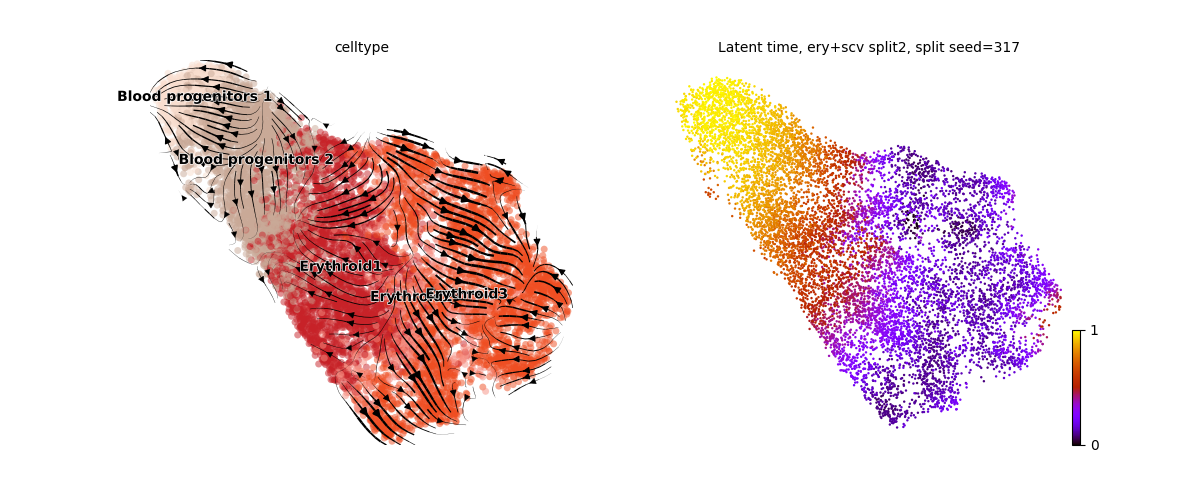 celltype
Latent time, ery+scv split2, split seed=317
Blood progenitors 1
Blood progenitors 2
Erythroid1
Erythroid3
1
0